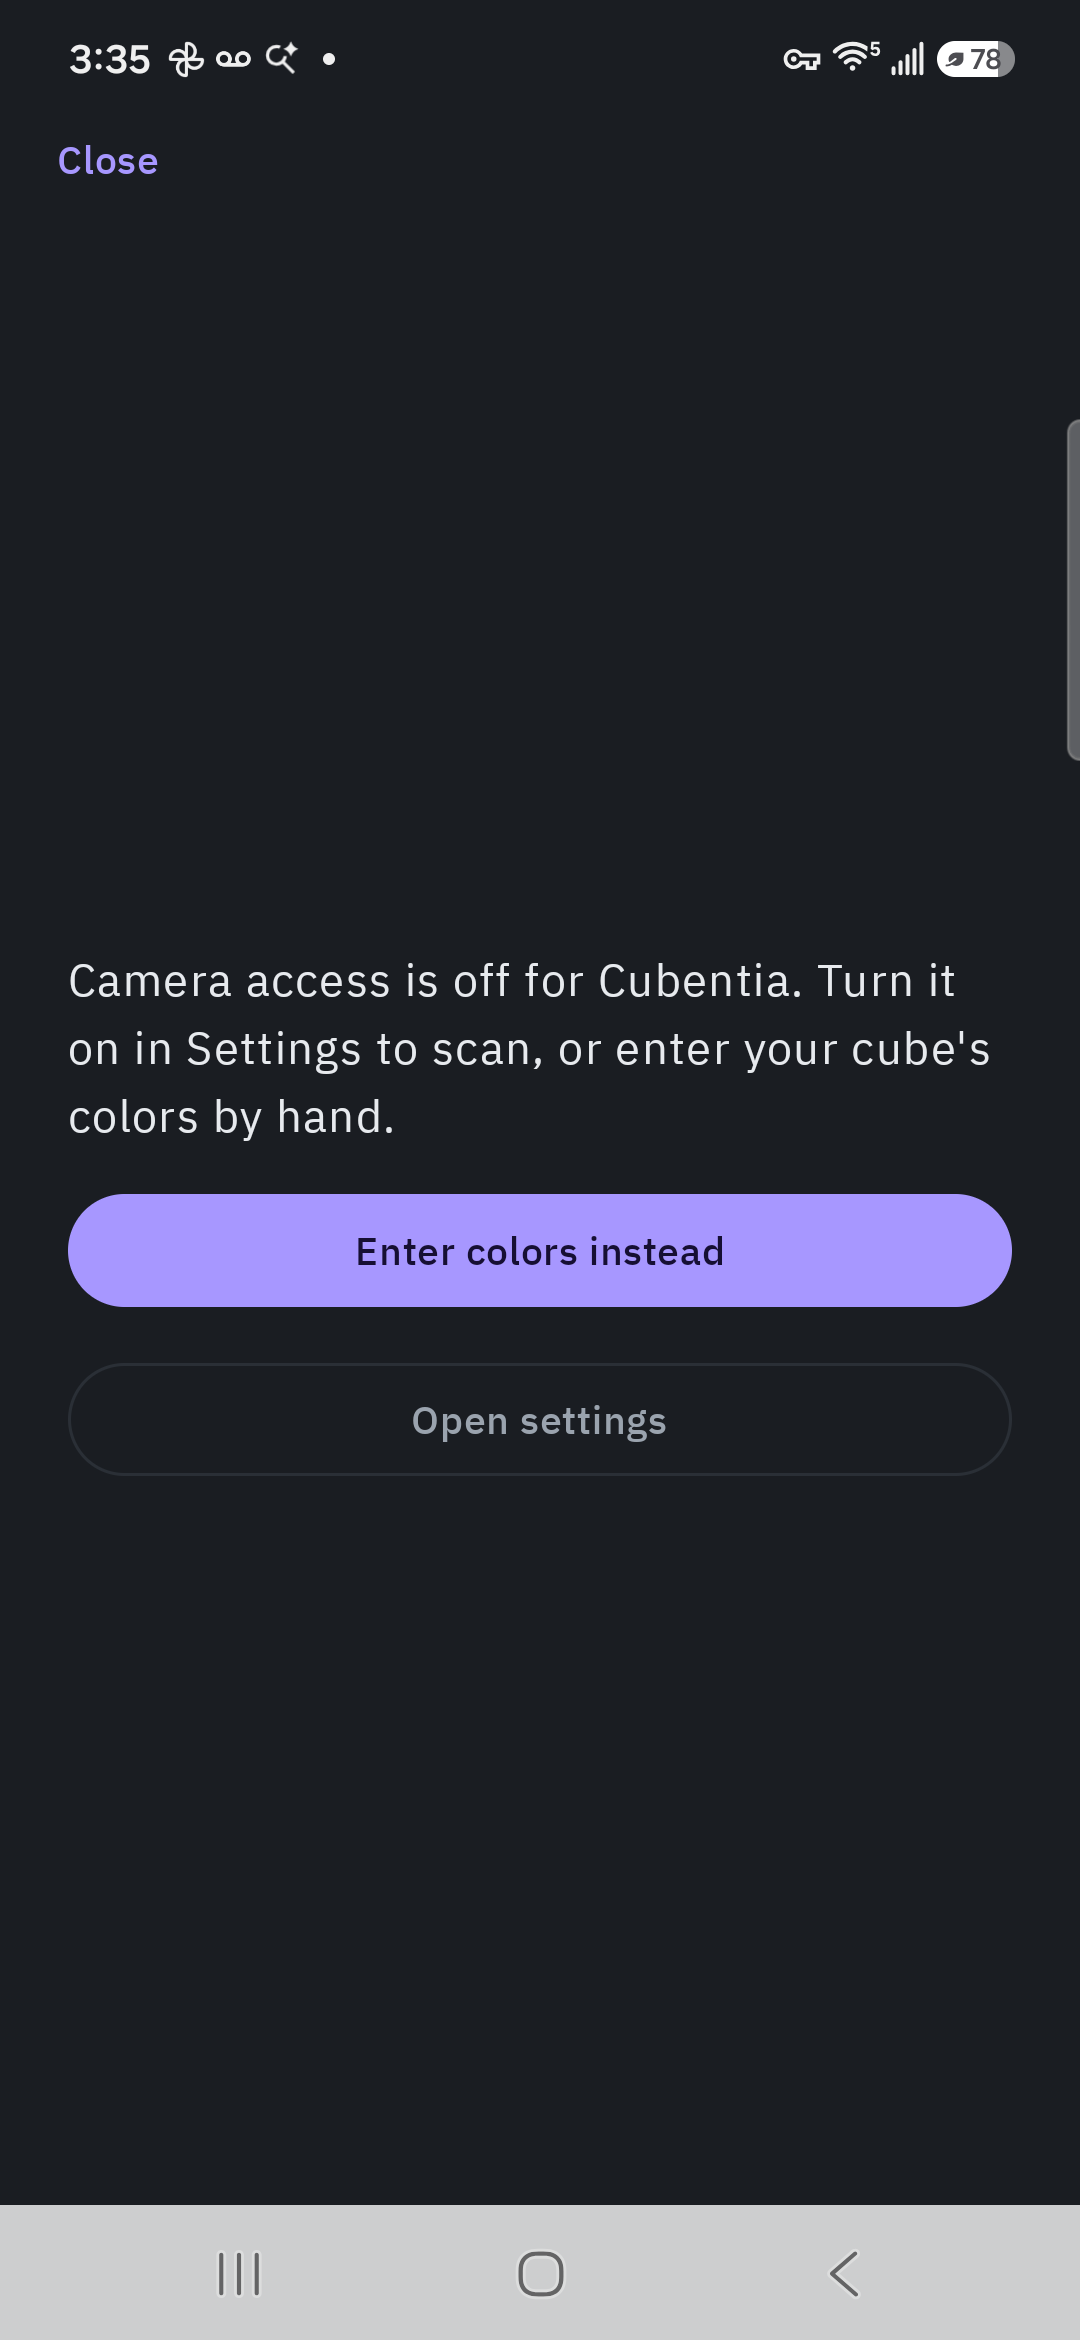 3:35
5
78
Close
Camera access is off for Cubentia. Turn it
on in Settings to scan, or enter your cube's
colors by hand.
Enter colors instead
Open settings